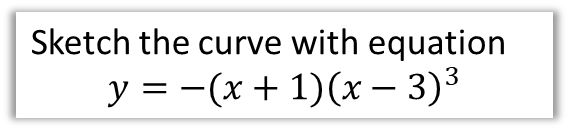 Sketch the curve with equation
y = −(x + 1)(x − 3)³